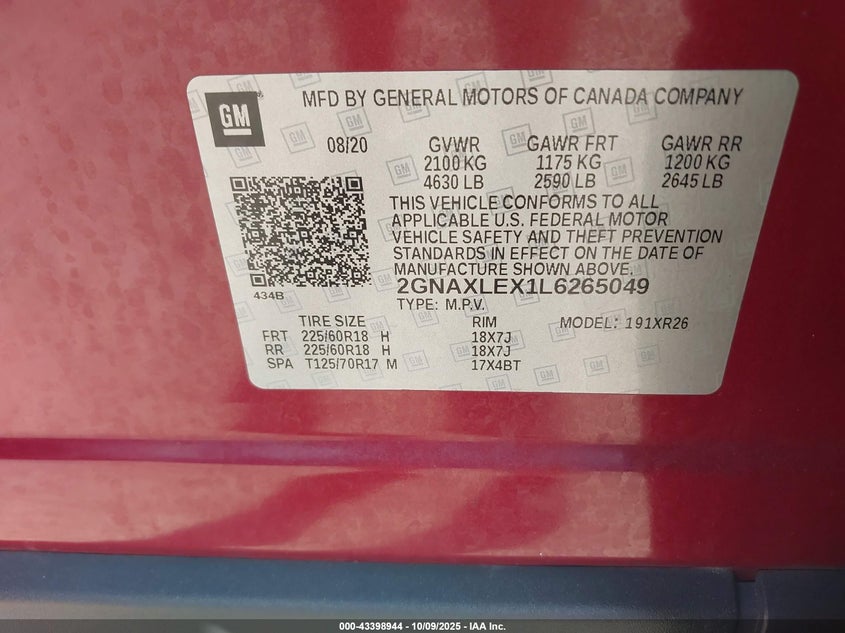 GM
MFD BY GENERAL MOTORS OF CANADA COMPANY
08/20 GVWR GAWR FRT GAWR RR
2100 KG 1175 KG 1200 KG
4630 LB 2590 LB 2645 LB
THIS VEHICLE CONFORMS TO ALL
APPLICABLE U.S. FEDERAL MOTOR
VEHICLE SAFETY AND THEFT PREVENTION
STANDARDS IN EFFECT ON THE DATE OF
MANUFACTURE SHOWN ABOVE.
434B
2GNAXLEX1L6265049
TYPE: M.P.V.
TIRE SIZE RIM MODEL: 191XR26
FRT 225/60R18 H 18X7J
RR 225/60R18 H 18X7J
SPA T125/70R17 M 17X4BT
000-43398944 - 10/09/2025 - IAA Inc.